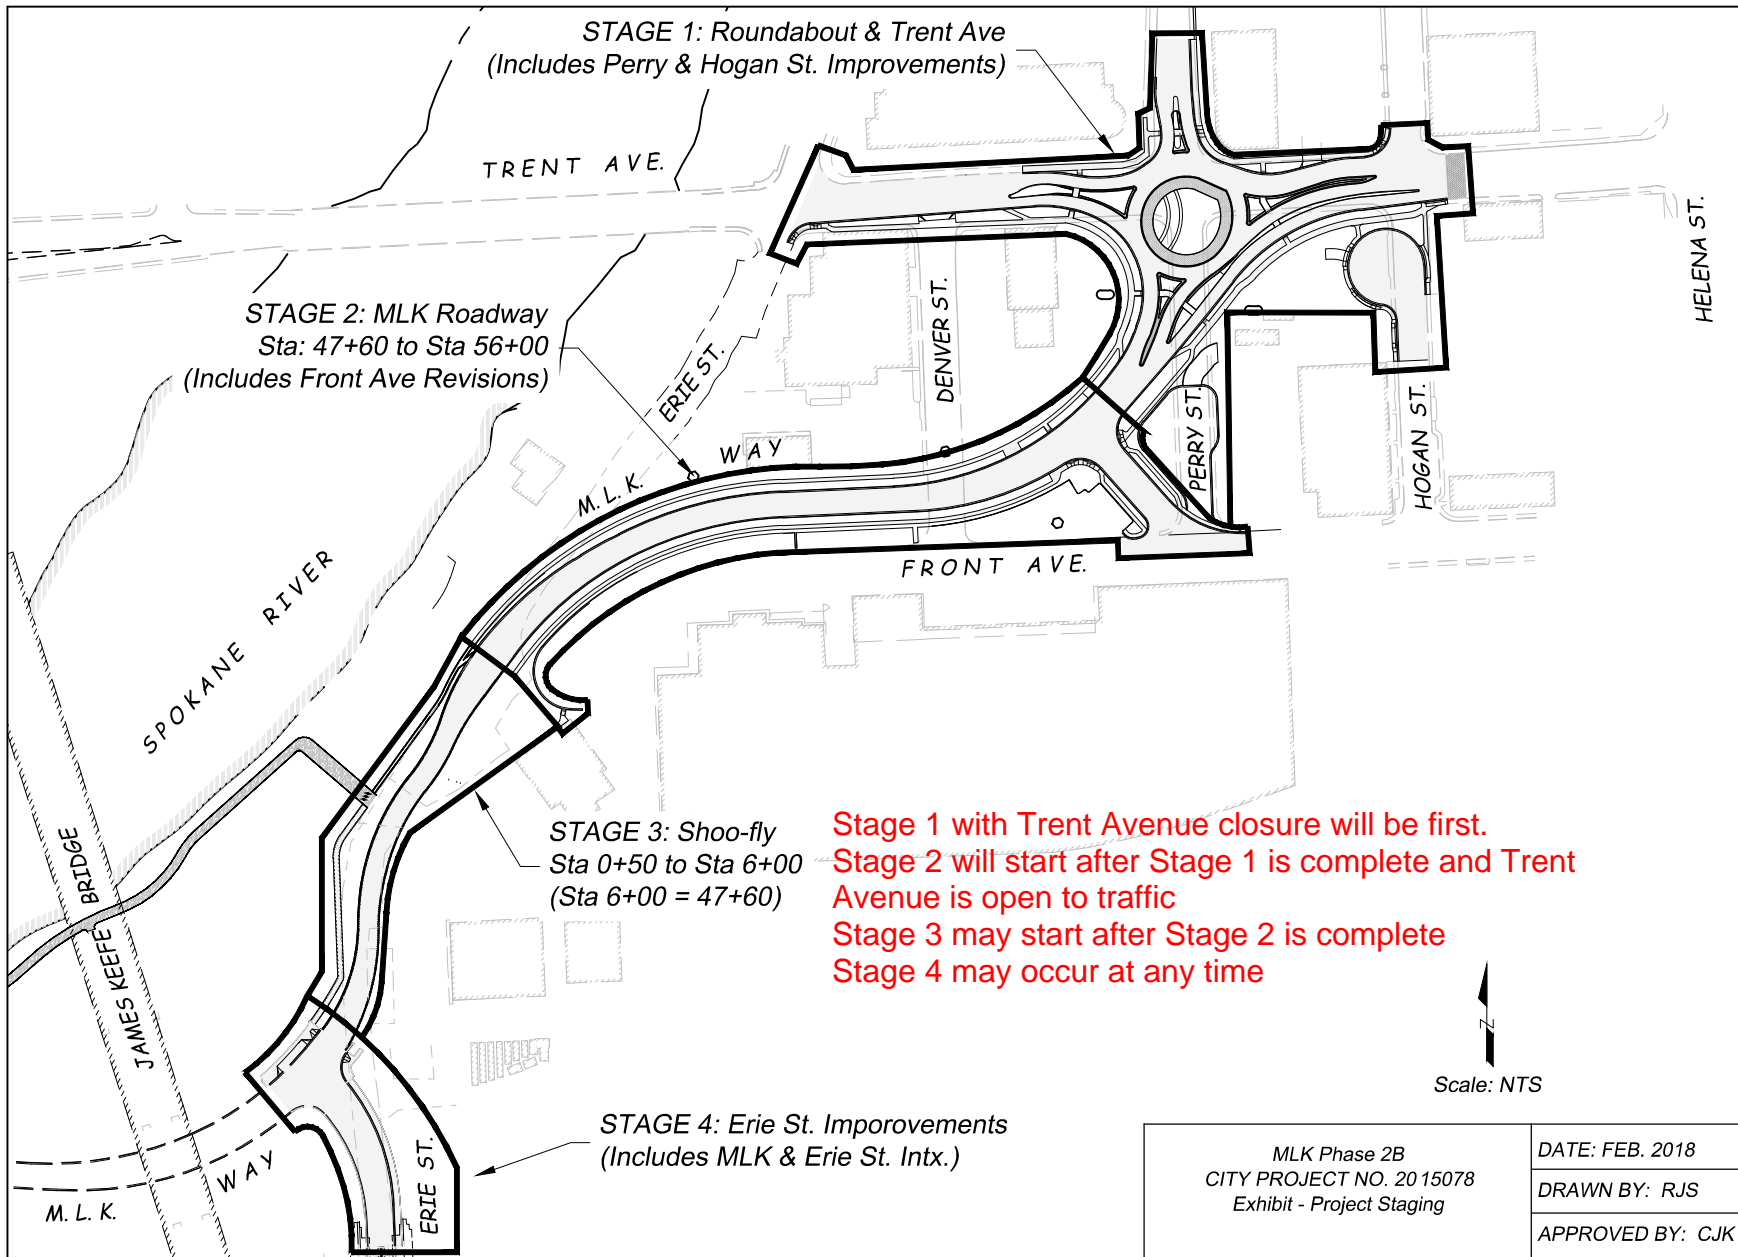 STAGE 1: Roundabout & Trent Ave
(Includes Perry & Hogan St. Improvements)
TRENT AVE.
HELENA ST.
STAGE 2: MLK Roadway
Sta: 47+60 to Sta 56+00
(Includes Front Ave Revisions)
ERIE ST.
DENVER ST.
PERRY ST.
HOGAN ST.
M. L. K. WAY
FRONT AVE.
SPOKANE RIVER
JAMES KEEFE BRIDGE
STAGE 3: Shoo-fly
Sta 0+50 to Sta 6+00
(Sta 6+00 = 47+60)
Stage 1 with Trent Avenue closure will be first.
Stage 2 will start after Stage 1 is complete and Trent
Avenue is open to traffic
Stage 3 may start after Stage 2 is complete
Stage 4 may occur at any time
Z
Scale: NTS
STAGE 4: Erie St. Imporovements
(Includes MLK & Erie St. Intx.)
ERIE ST.
M. L. K. WAY
MLK Phase 2B
CITY PROJECT NO. 2015078
Exhibit - Project Staging
DATE: FEB. 2018
DRAWN BY: RJS
APPROVED BY: CJK